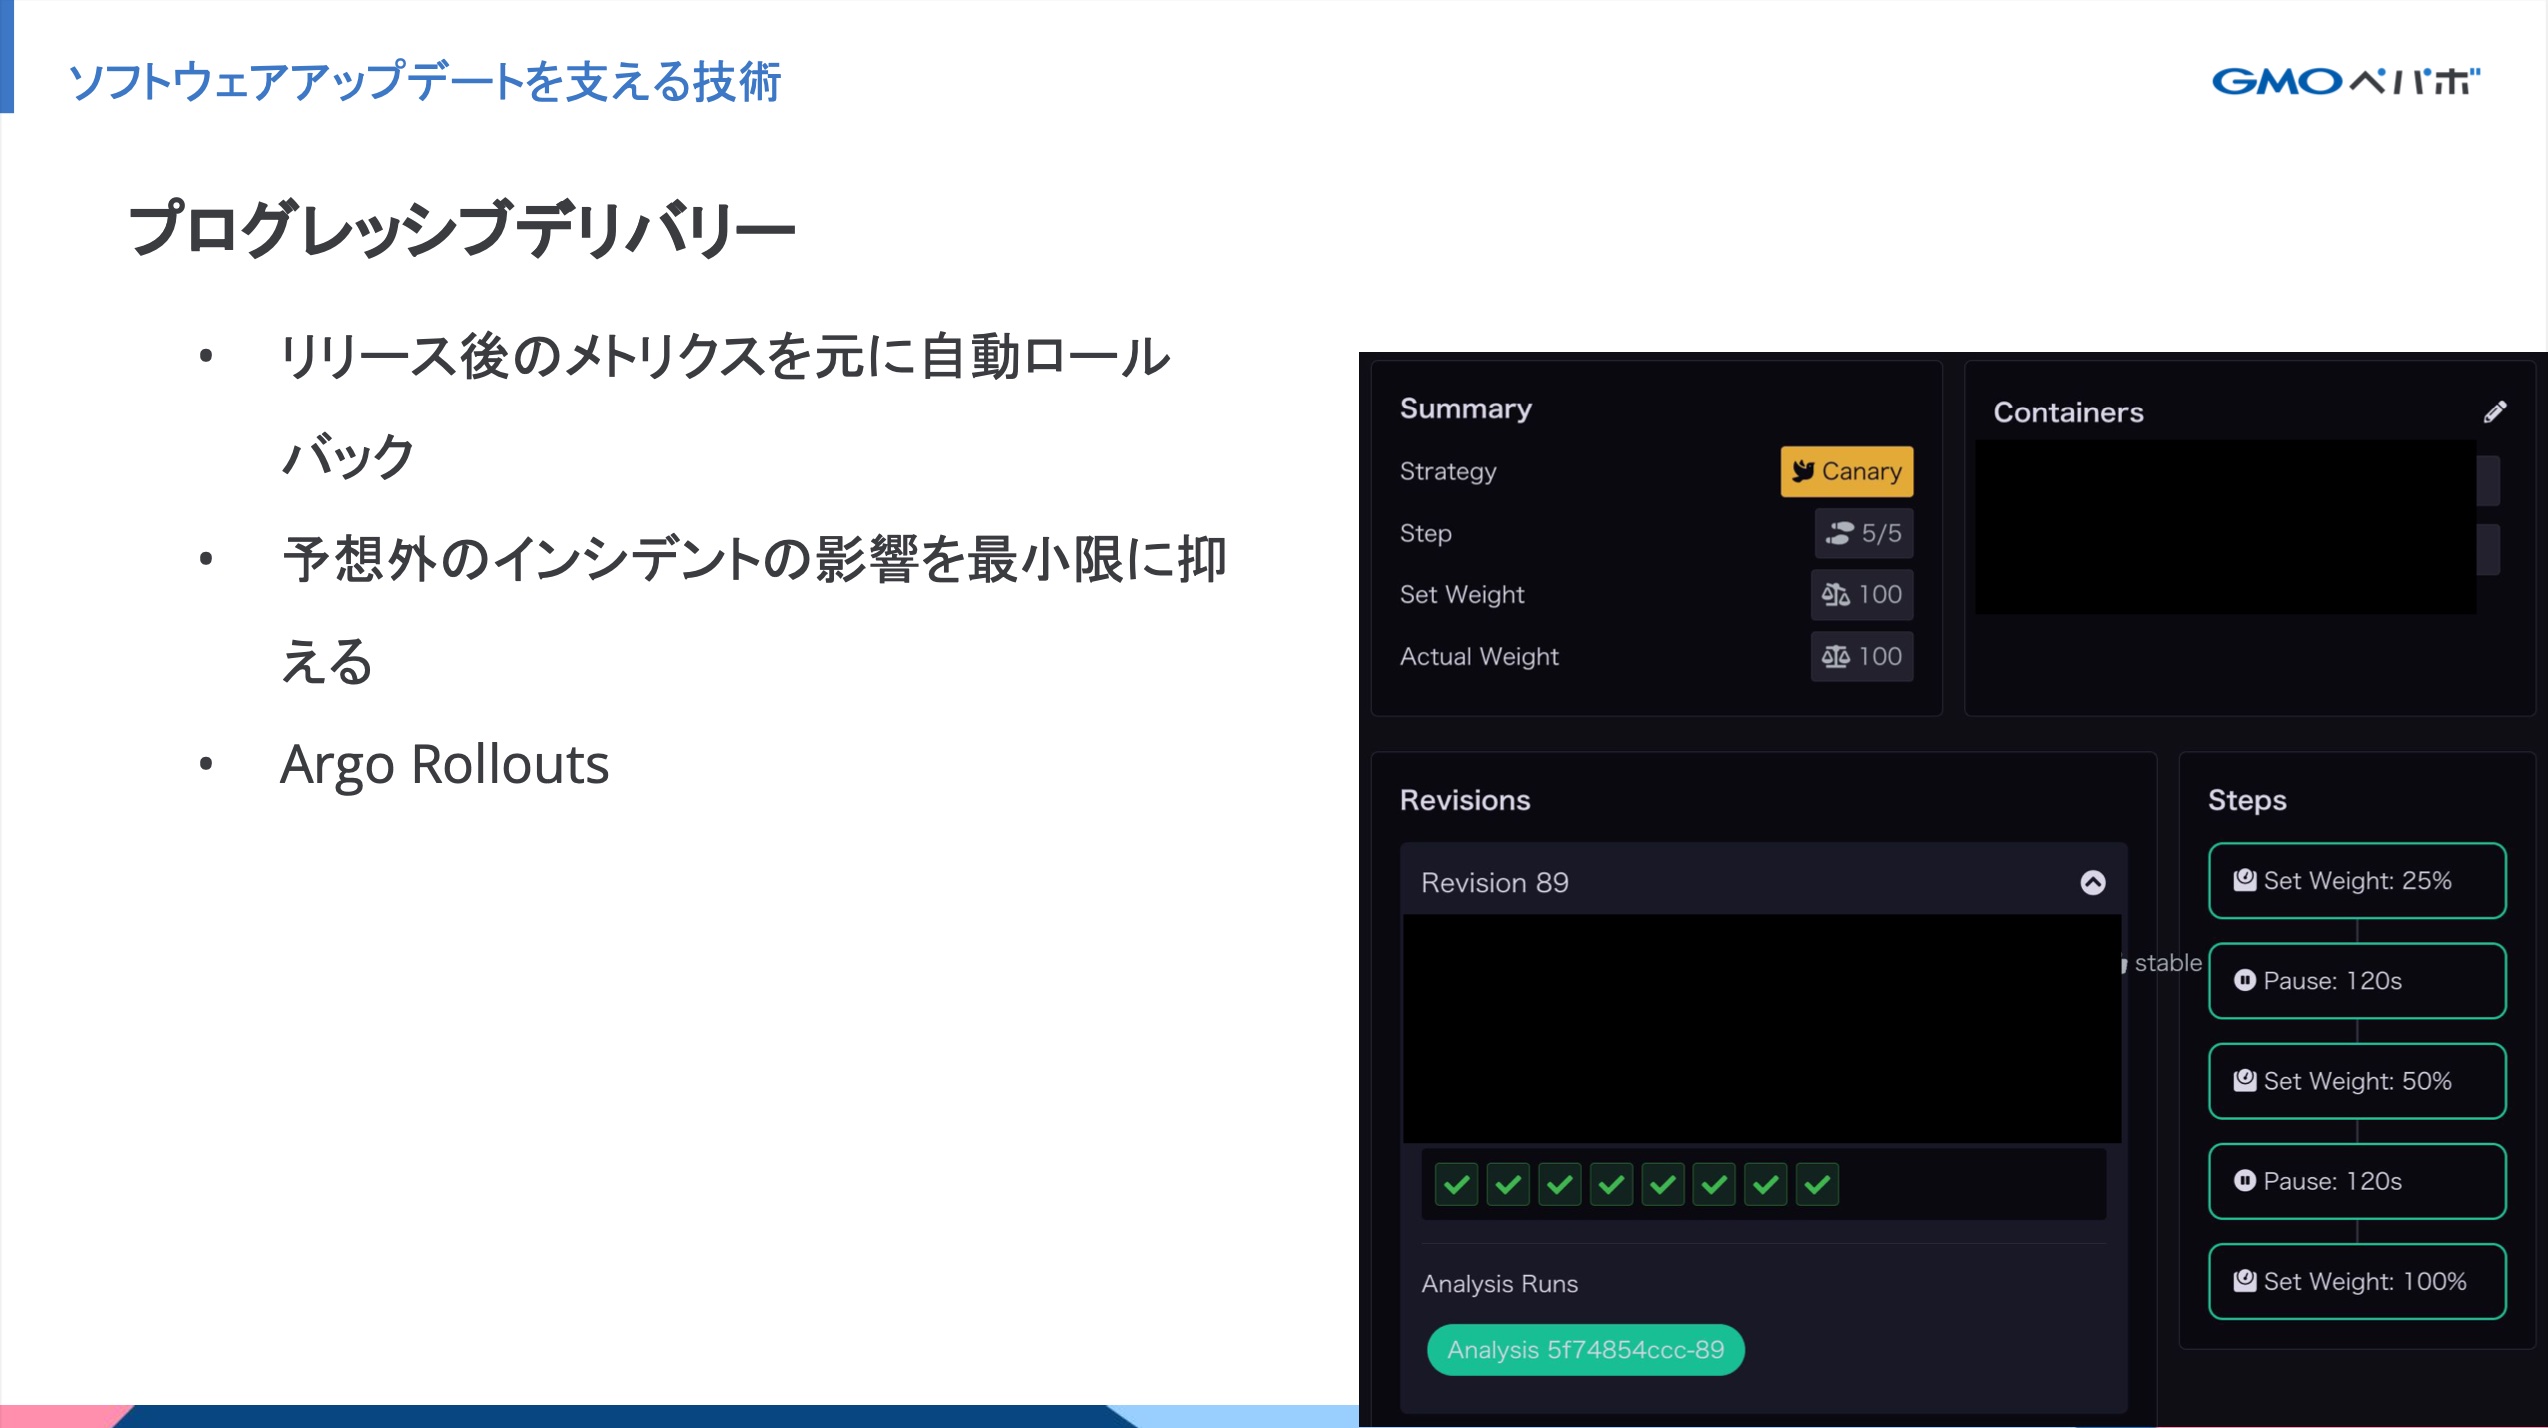 ソフトウェアアップデートを支える技術
GMOペパボ
プログレッシブデリバリー
• リリース後のメトリクスを元に自動ロール
バック
• 予想外のインシデントの影響を最小限に抑
える
• Argo Rollouts
Summary
Strategy
Canary
Step
5/5
Set Weight
100
Actual Weight
100
Containers
Revisions
Revision 89
stable
Analysis Runs
Analysis 5f74854ccc-89
Steps
Set Weight: 25%
Pause: 120s
Set Weight: 50%
Pause: 120s
Set Weight: 100%